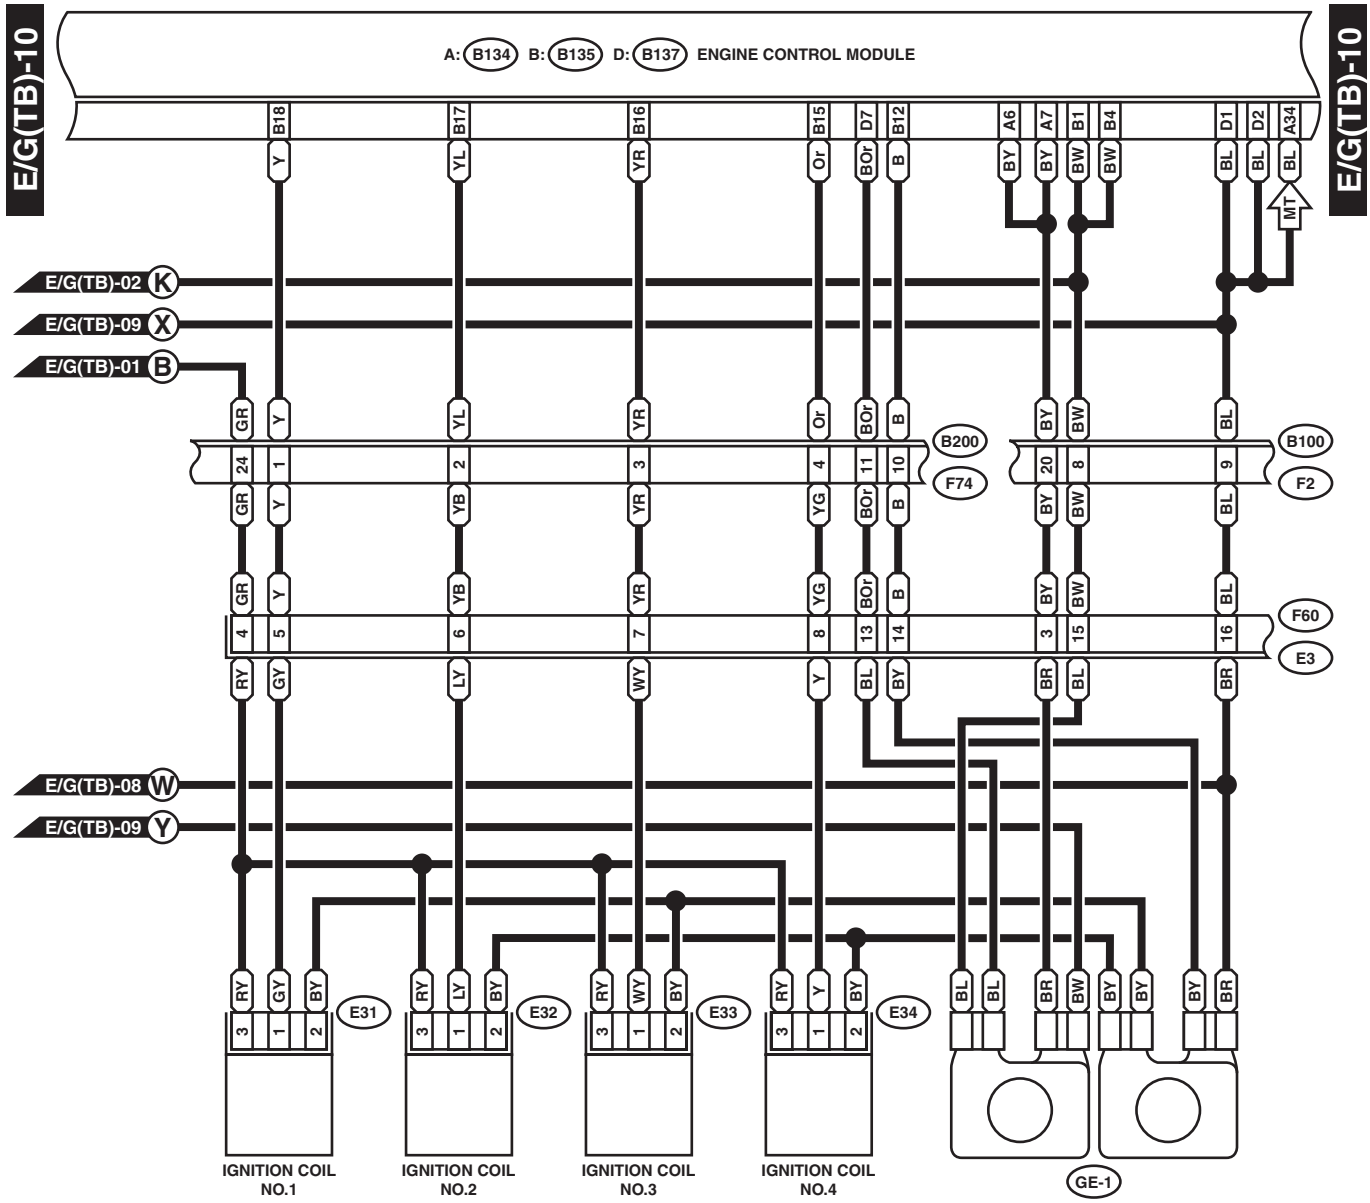 E/G(TB)-10
E/G(TB)-10
A: B134 B: B135 D: B137 ENGINE CONTROL MODULE
B18 B17 B16 B15 D7 B12 A6 A7 B1 B4 D1 D2 A34
Y YL YR Or BOr B BY BY BW BW BL BL BL
MT
E/G(TB)-02 K
E/G(TB)-09 X
E/G(TB)-01 B
GR Y YL YR Or BOr B BY BW BL
B200 B100
24 1 2 3 4 11 10 20 8 9
F74 F2
GR Y YB YR YG BOr B BY BW BL
GR Y YB YR YG BOr B BY BW BL
F60
4 5 6 7 8 13 14 3 15 16
E3
RY GY LY WY Y BL BY BR BL BR
E/G(TB)-08 W
E/G(TB)-09 Y
RY GY BY RY LY BY RY WY BY RY Y BY BL BL BR BW BY BY BY BR
E31 E32 E33 E34
3 1 2 3 1 2 3 1 2 3 1 2
IGNITION COIL IGNITION COIL IGNITION COIL IGNITION COIL
NO.1 NO.2 NO.3 NO.4
GE-1